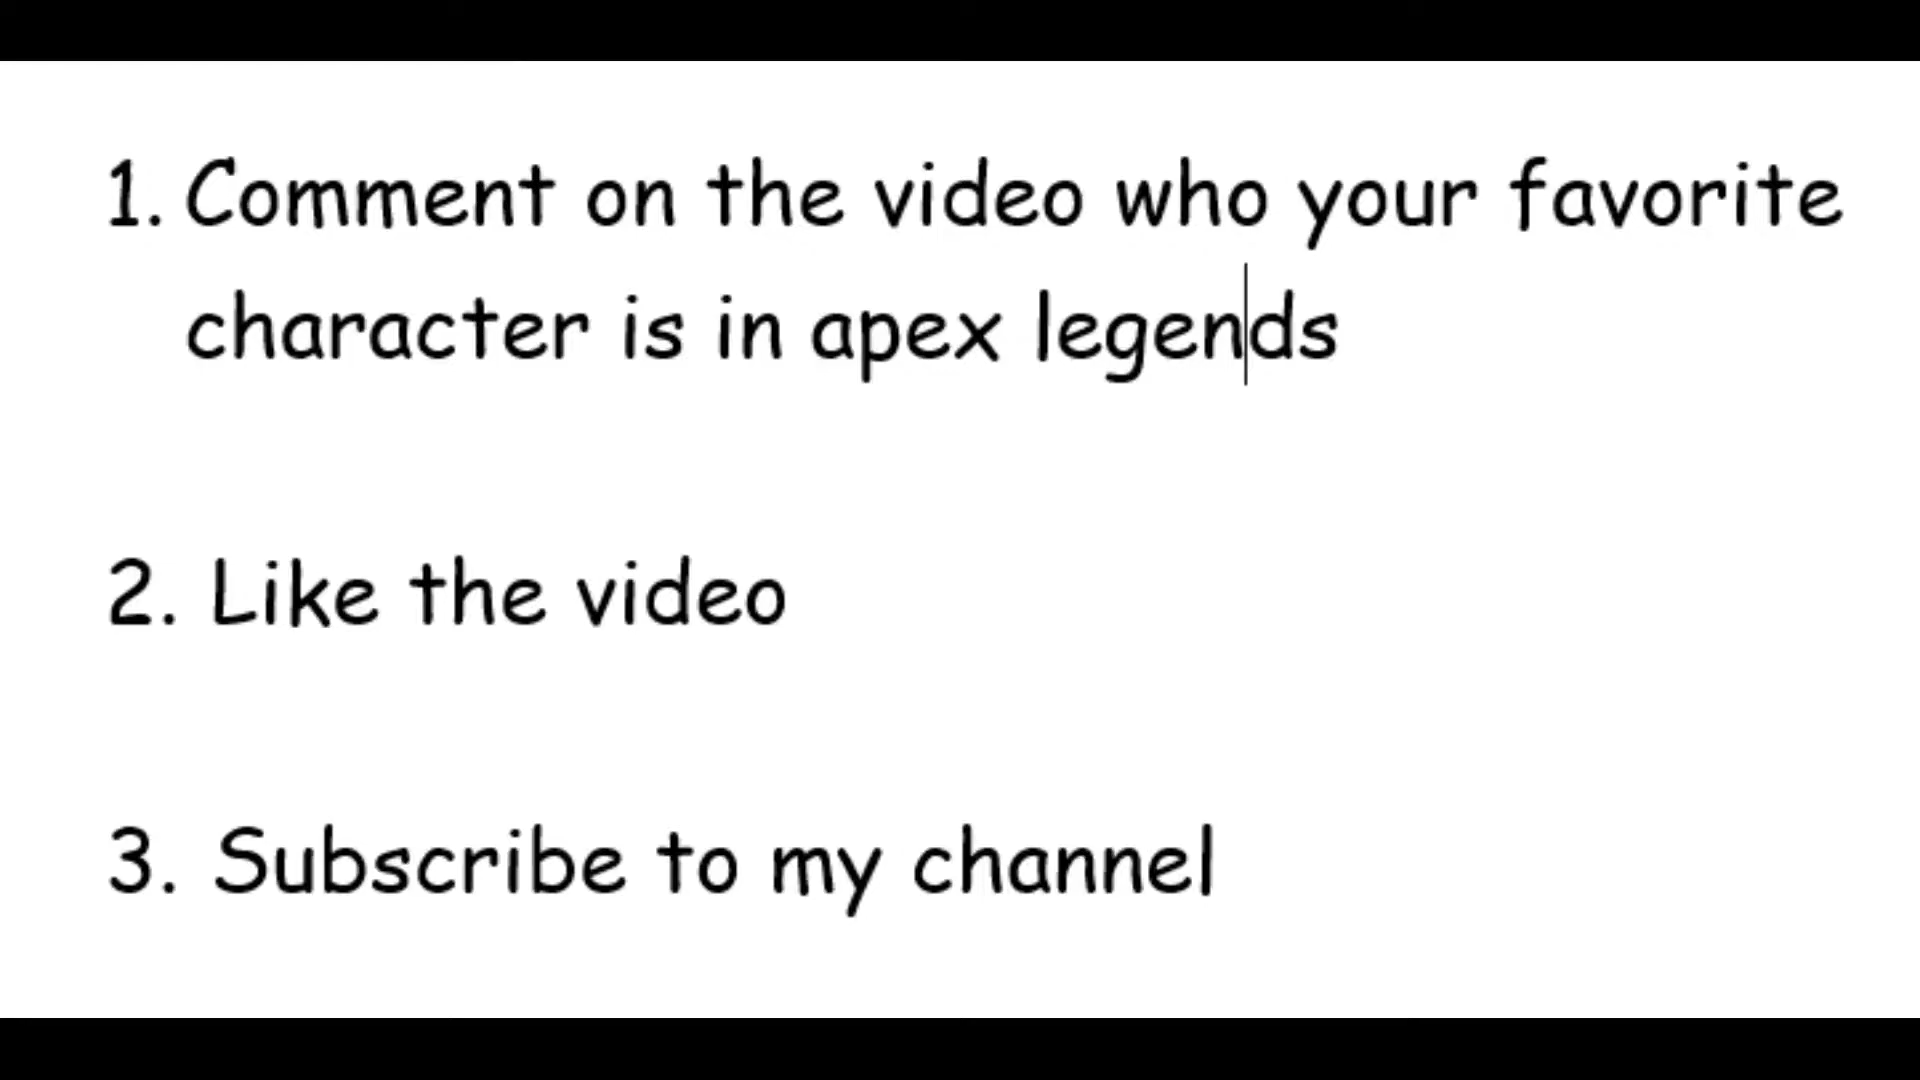 1. Comment on the video who your favorite
character is in apex legends
2. Like the video
3. Subscribe to my channel